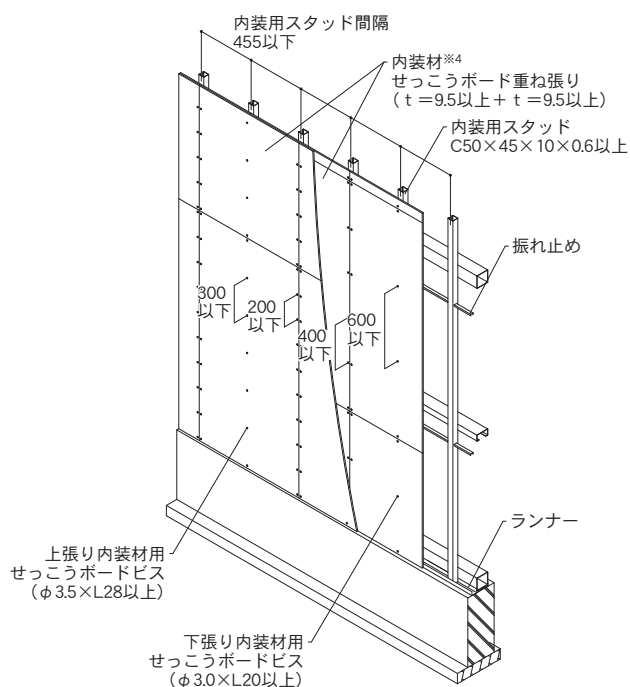 内装用スタッド間隔
455以下
内装材※4
せっこうボード重ね張り
（t＝9.5以上＋t＝9.5以上）
内装用スタッド
C50×45×10×0.6以上
振れ止め
300
以下
200
以下
400
以下
600
以下
ランナー
上張り内装材用
せっこうボードビス
（φ3.5×L28以上）
下張り内装材用
せっこうボードビス
（φ3.0×L20以上）